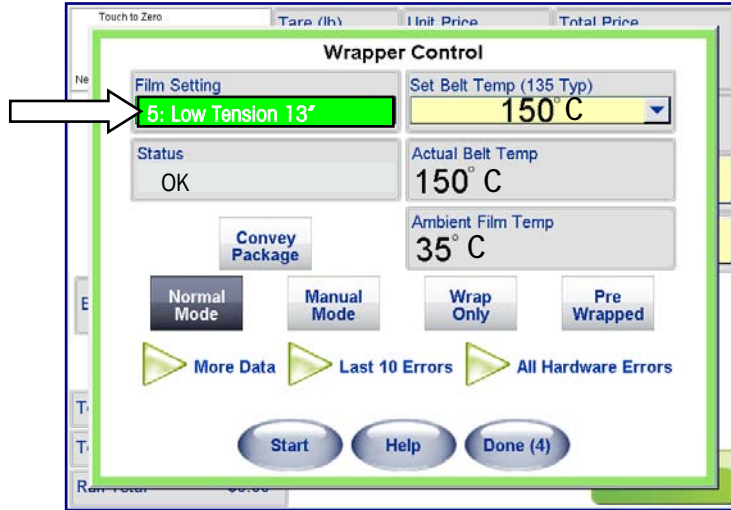 Touch to Zero
Tare (lb)
Unit Price
Total Price
Wrapper Control
Ne
Film Setting
Set Belt Temp (135 Typ)
5: Low Tension 13″
150° C
Status
Actual Belt Temp
OK
150° C
Ambient Film Temp
35° C
Convey
Package
E
Normal
Mode
Manual
Mode
Wrap
Only
Pre
Wrapped
More Data
Last 10 Errors
All Hardware Errors
T
Start
Help
Done (4)
T